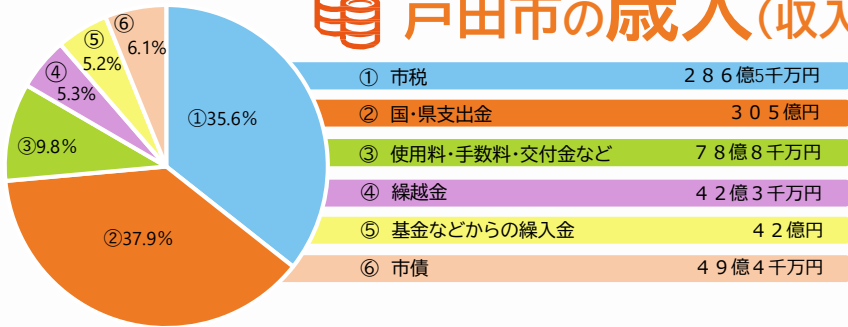 戸田市の歳入(収入
⑥
6.1%
⑤
5.2%
④
5.3%
③9.8%
①35.6%
②37.9%
① 市税 286億5千万円
② 国・県支出金 305億円
③ 使用料・手数料・交付金など 78億8千万円
④ 繰越金 42億3千万円
⑤ 基金などからの繰入金 42億円
⑥ 市債 49億4千万円